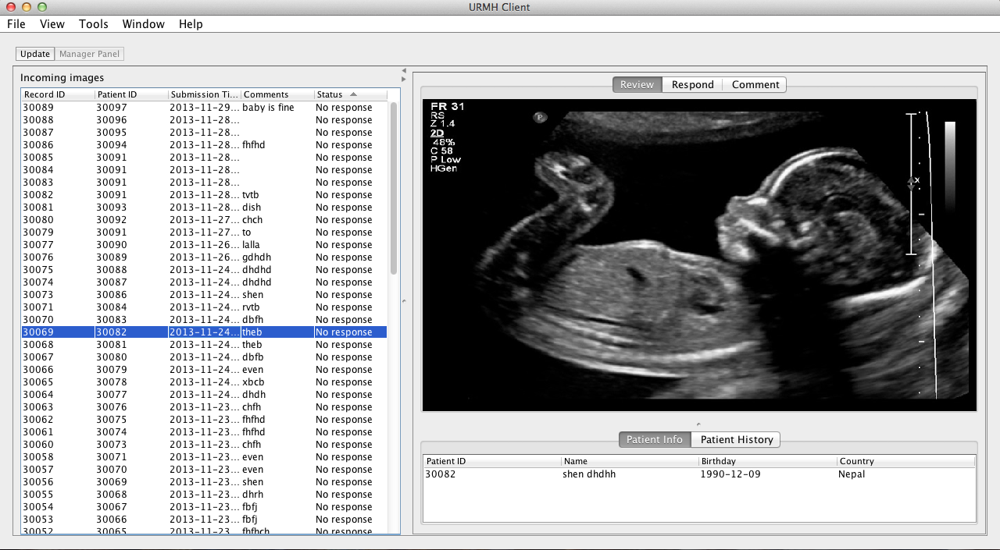 URMH Client
File View Tools Window Help
Update Manager Panel
Incoming images
Record ID Patient ID Submission Ti... Comments Status
30089 30097 2013-11-29... baby is fine No response
30088 30096 2013-11-28... No response
30087 30095 2013-11-28... No response
30086 30094 2013-11-28... fhfhd No response
30085 30091 2013-11-28... No response
30084 30091 2013-11-28... No response
30083 30091 2013-11-28... No response
30082 30091 2013-11-28... tvtb No response
30081 30093 2013-11-28... dish No response
30080 30092 2013-11-27... chch No response
30079 30091 2013-11-27... to No response
30077 30090 2013-11-26... lalla No response
30076 30089 2013-11-26... gdhdh No response
30075 30088 2013-11-24... dhdhd No response
30074 30087 2013-11-24... dhdhd No response
30073 30086 2013-11-24... shen No response
30071 30084 2013-11-24... rvtb No response
30070 30083 2013-11-24... dbfh No response
30069 30082 2013-11-24... theb No response
30068 30081 2013-11-24... theb No response
30067 30080 2013-11-24... dbfb No response
30066 30079 2013-11-24... even No response
30065 30078 2013-11-24... xbcb No response
30064 30077 2013-11-24... dhdh No response
30063 30076 2013-11-23... chfh No response
30062 30075 2013-11-23... fhfhd No response
30061 30074 2013-11-23... fhfhd No response
30060 30073 2013-11-23... chfh No response
30058 30071 2013-11-23... even No response
30057 30070 2013-11-23... even No response
30056 30069 2013-11-23... shen No response
30055 30068 2013-11-23... dhrh No response
30054 30067 2013-11-23... fbfj No response
30053 30066 2013-11-23... fbfj No response
30052 30065 2013-11-23... fhfhch No response
Review Respond Comment
FR 31
RS
Z 1.4
2D
48%
C 58
P Low
HGen
P
x
Patient Info Patient History
Patient ID Name Birthday Country
30082 shen dhdhh 1990-12-09 Nepal